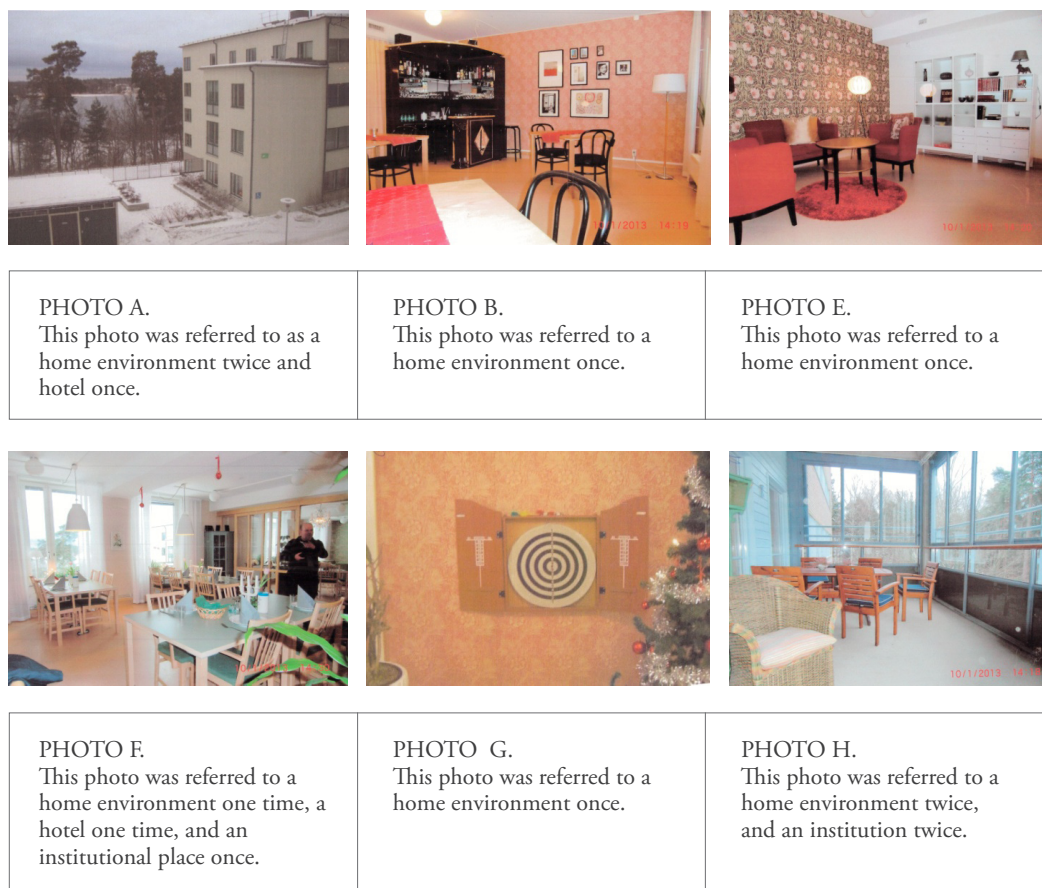 10/1/2013 14:19
PHOTO A.
This photo was referred to as a
home environment twice and
hotel once.
PHOTO B.
This photo was referred to a
home environment once.
PHOTO E.
This photo was referred to a
home environment once.
PHOTO F.
This photo was referred to a
home environment one time, a
hotel one time, and an
institutional place once.
PHOTO G.
This photo was referred to a
home environment once.
10/1/2013
PHOTO H.
This photo was referred to a
home environment twice,
and an institution twice.